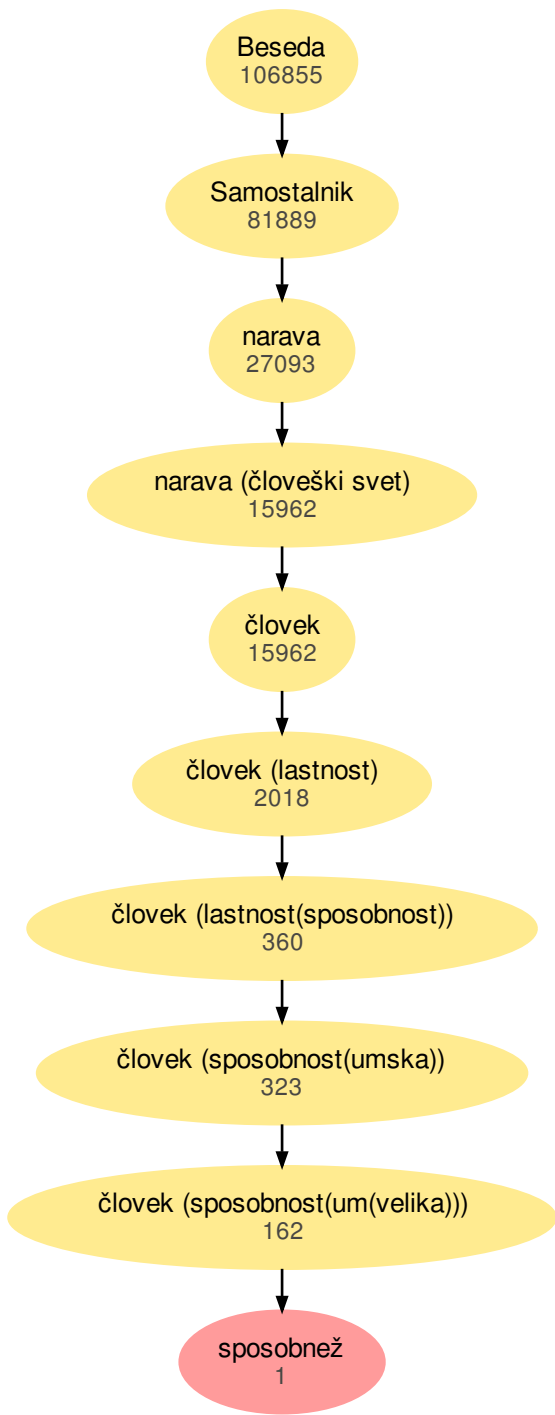 Beseda
106855
Samostalnik
81889
narava
27093
narava (človeški svet)
15962
človek
15962
človek (lastnost)
2018
človek (lastnost(sposobnost))
360
človek (sposobnost(umska))
323
človek (sposobnost(um(velika)))
162
sposobnež
1